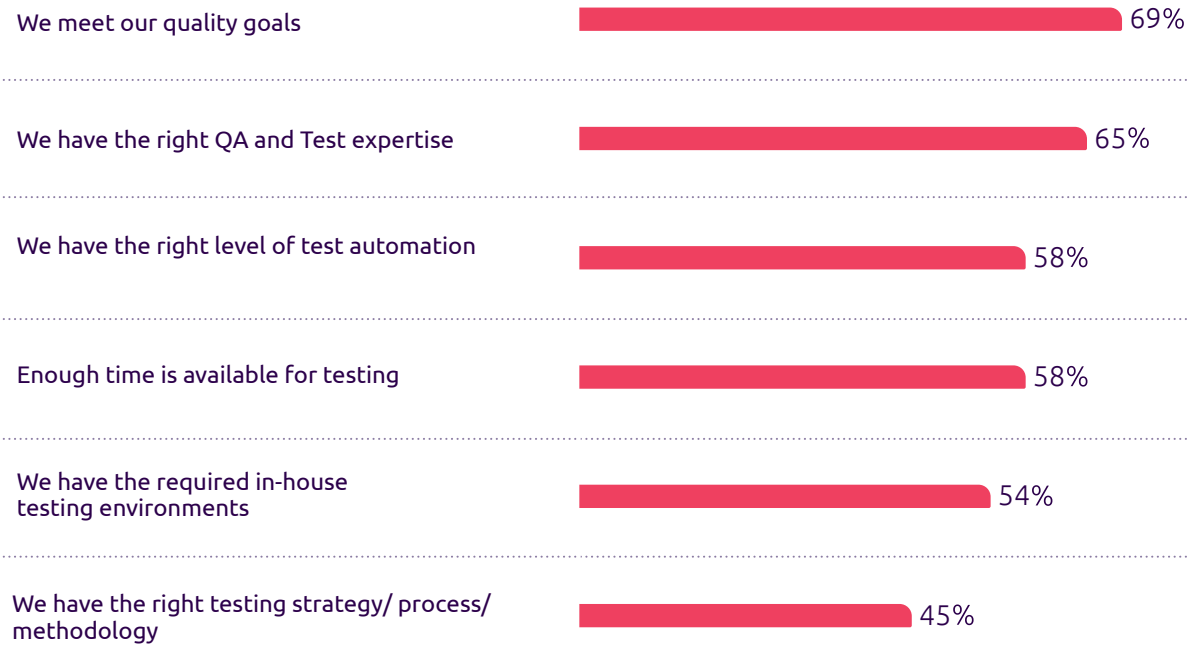 We meet our quality goals
69%
We have the right QA and Test expertise
65%
We have the right level of test automation
58%
Enough time is available for testing
58%
We have the required in-house
testing environments
54%
We have the right testing strategy/ process/
methodology
45%